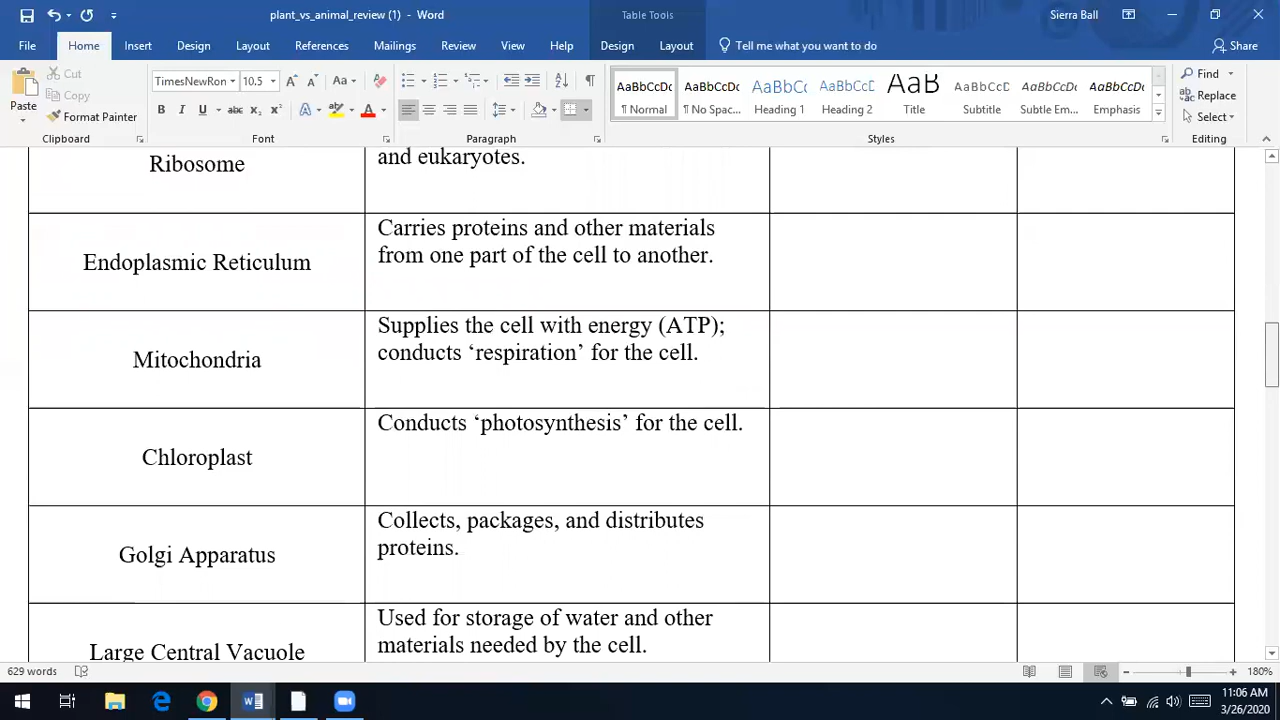 plant_vs_animal_review (1) - Word
Table Tools
Sierra Ball
File
Home
Insert
Design
Layout
References
Mailings
Review
View
Help
Design
Layout
Tell me what you want to do
Share
Paste
Cut
Copy
Format Painter
Clipboard
TimesNewRon
10.5
Font
Paragraph
AaBbCcDc
¶ Normal
AaBbCcDc
¶ No Spac...
AaBbCc
Heading 1
AaBbCcD
Heading 2
AaB
Title
AaBbCcD
Subtitle
AaBbCcDc
Subtle Em...
AaBbCcDc
Emphasis
Styles
Find
Replace
Select
Editing
Ribosome
and eukaryotes.
Endoplasmic Reticulum
Carries proteins and other materials
from one part of the cell to another.
Mitochondria
Supplies the cell with energy (ATP);
conducts ‘respiration’ for the cell.
Chloroplast
Conducts ‘photosynthesis’ for the cell.
Golgi Apparatus
Collects, packages, and distributes
proteins.
Large Central Vacuole
Used for storage of water and other
materials needed by the cell.
629 words
180%
11:06 AM
3/26/2020